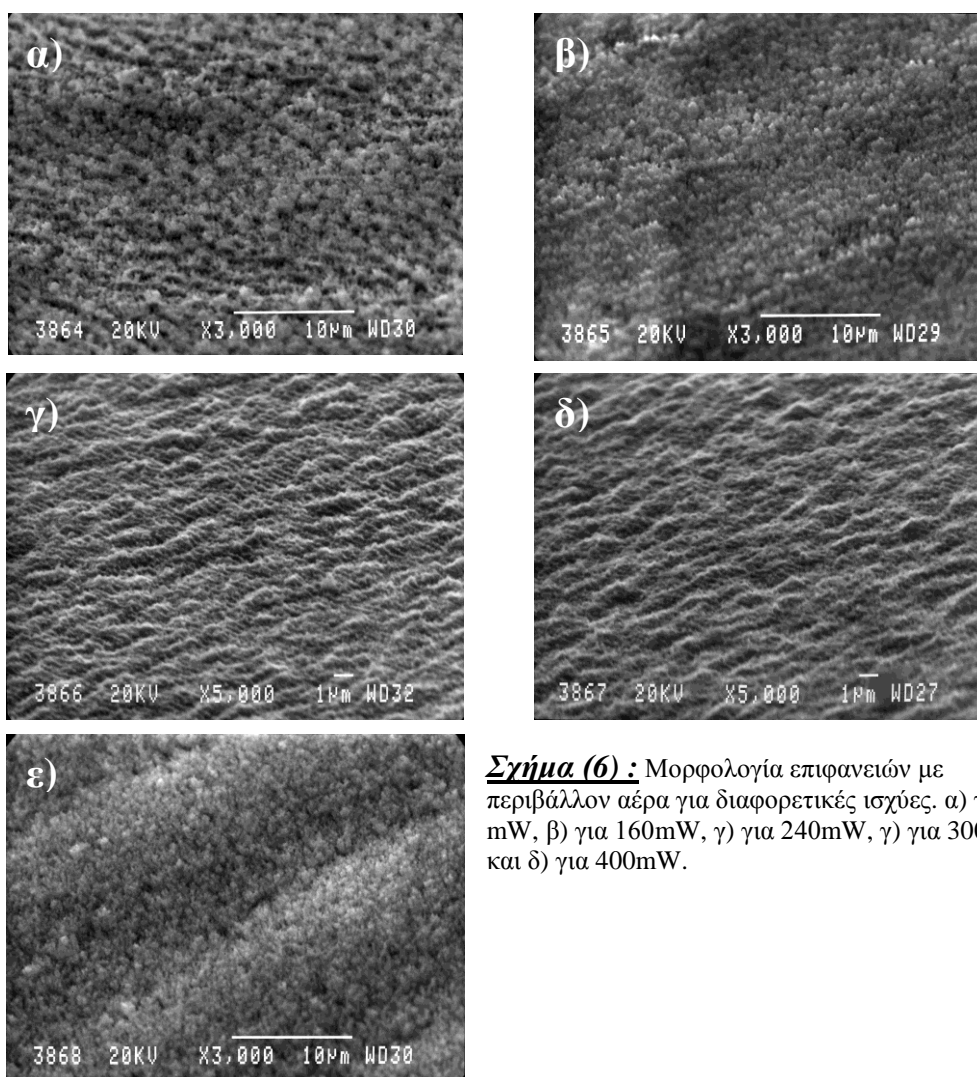 α)
3864 20KV X3,000 10µm WD30
β)
3865 20KV X3,000 10µm WD29
γ)
3866 20KV X5,000 1µm WD32
δ)
3867 20KV X5,000 1µm WD27
ε)
3868 20KV X3,000 10µm WD30
Σχήμα (6) : Μορφολογία επιφανειών με
περιβάλλον αέρα για διαφορετικές ισχύες. α)
mW, β) για 160mW, γ) για 240mW, γ) για
και δ) για 400mW.